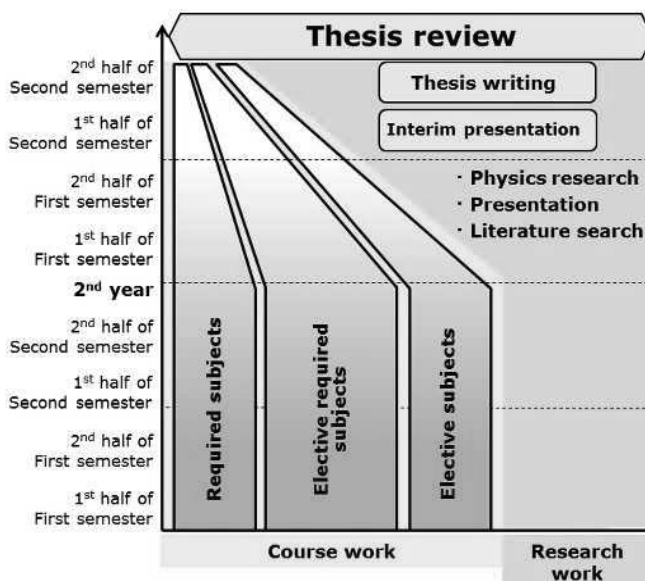 Thesis review
2nd half of
Second semester
Thesis writing
1st half of
Second semester
Interim presentation
2nd half of
First semester
· Physics research
· Presentation
· Literature search
1st half of
First semester
2nd year
2nd half of
Second semester
1st half of
Second semester
2nd half of
First semester
1st half of
First semester
Required subjects
Elective required
subjects
Elective subjects
Course work
Research
work